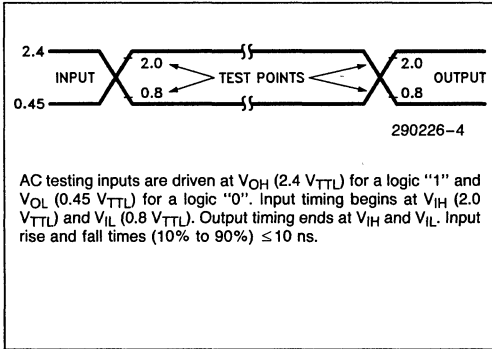 2.4
INPUT
0.45
2.0
0.8
TEST POINTS
2.0
0.8
OUTPUT
290226-4
AC testing inputs are driven at VOH (2.4 VTTL) for a logic "1" and
VOL (0.45 VTTL) for a logic "0". Input timing begins at VIH (2.0
VTTL) and VIL (0.8 VTTL). Output timing ends at VIH and VIL. Input
rise and fall times (10% to 90%) ≤10 ns.